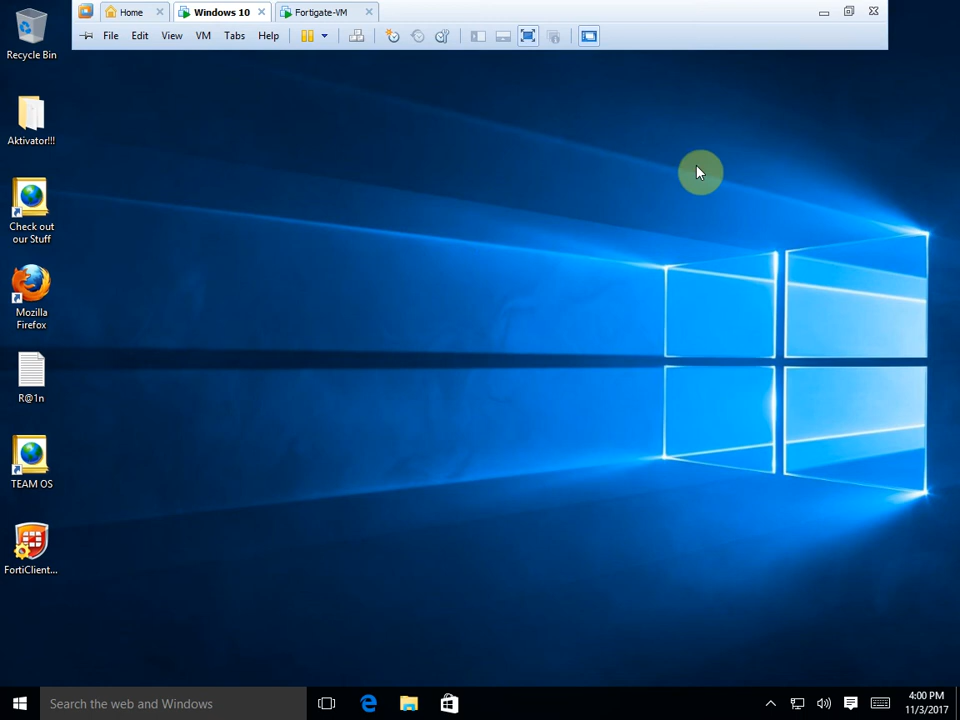 Home
Windows 10
Fortigate-VM
File Edit View VM Tabs Help
Recycle Bin
Aktivator!!!
Check out
our Stuff
Mozilla
Firefox
R@1n
TEAM OS
FortiClient...
Search the web and Windows
4:00 PM
11/3/2017